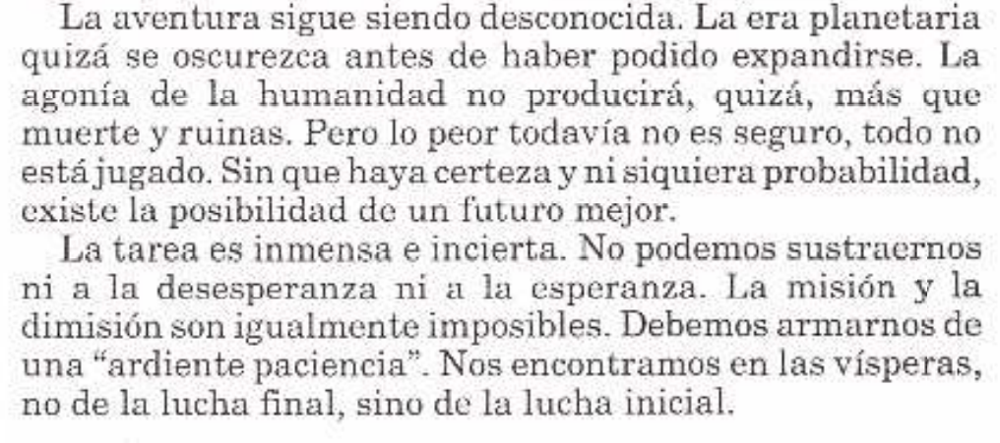 La aventura sigue siendo desconocida. La era planetaria
quizá se oscurezca antes de haber podido expandirse. La
agonía de la humanidad no producirá, quizá, más que
muerte y ruinas. Pero lo peor todavía no es seguro, todo no
está jugado. Sin que haya certeza y ni siquiera probabilidad,
existe la posibilidad de un futuro mejor.
La tarea es inmensa e incierta. No podemos sustraernos
ni a la desesperanza ni a la esperanza. La misión y la
dimisión son igualmente imposibles. Debemos armarnos de
una “ardiente paciencia”. Nos encontramos en las vísperas,
no de la lucha final, sino de la lucha inicial.